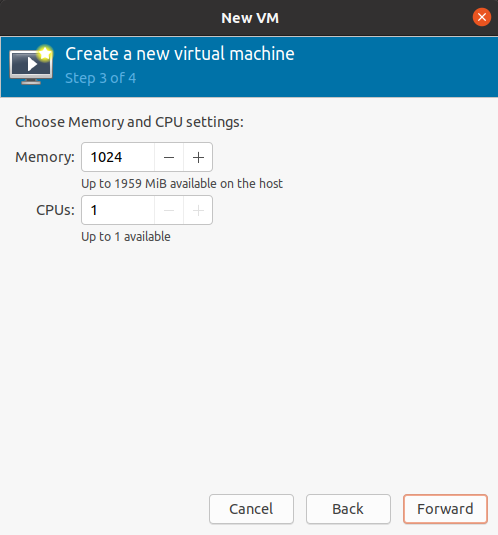 New VM
Create a new virtual machine
Step 3 of 4
Choose Memory and CPU settings:
Memory: 1024 − +
Up to 1959 MiB available on the host
CPUs: 1 − +
Up to 1 available
Cancel Back Forward